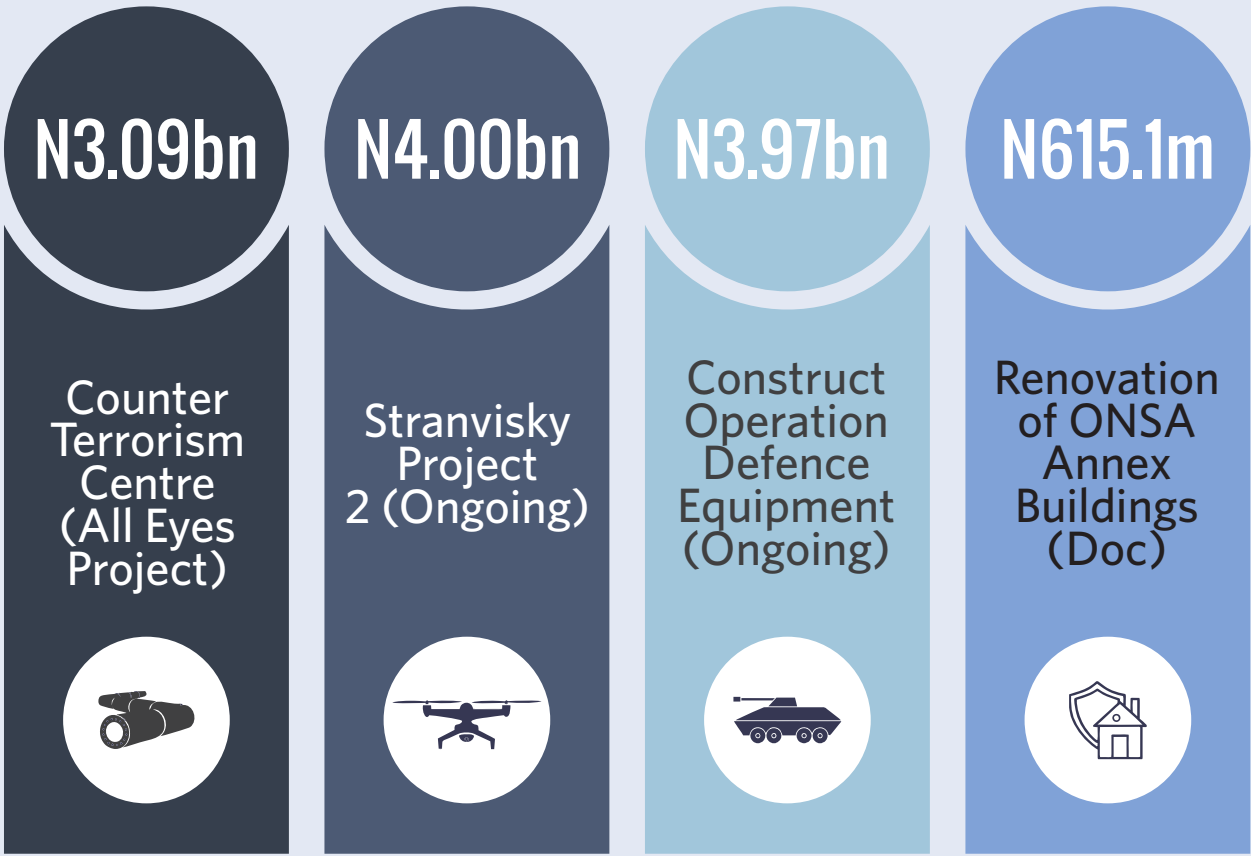 N3.09bn
Counter
Terrorism
Centre
(All Eyes
Project)
N4.00bn
Stranvisky
Project
2 (Ongoing)
N3.97bn
Construct
Operation
Defence
Equipment
(Ongoing)
N615.1m
Renovation
of ONSA
Annex
Buildings
(Doc)